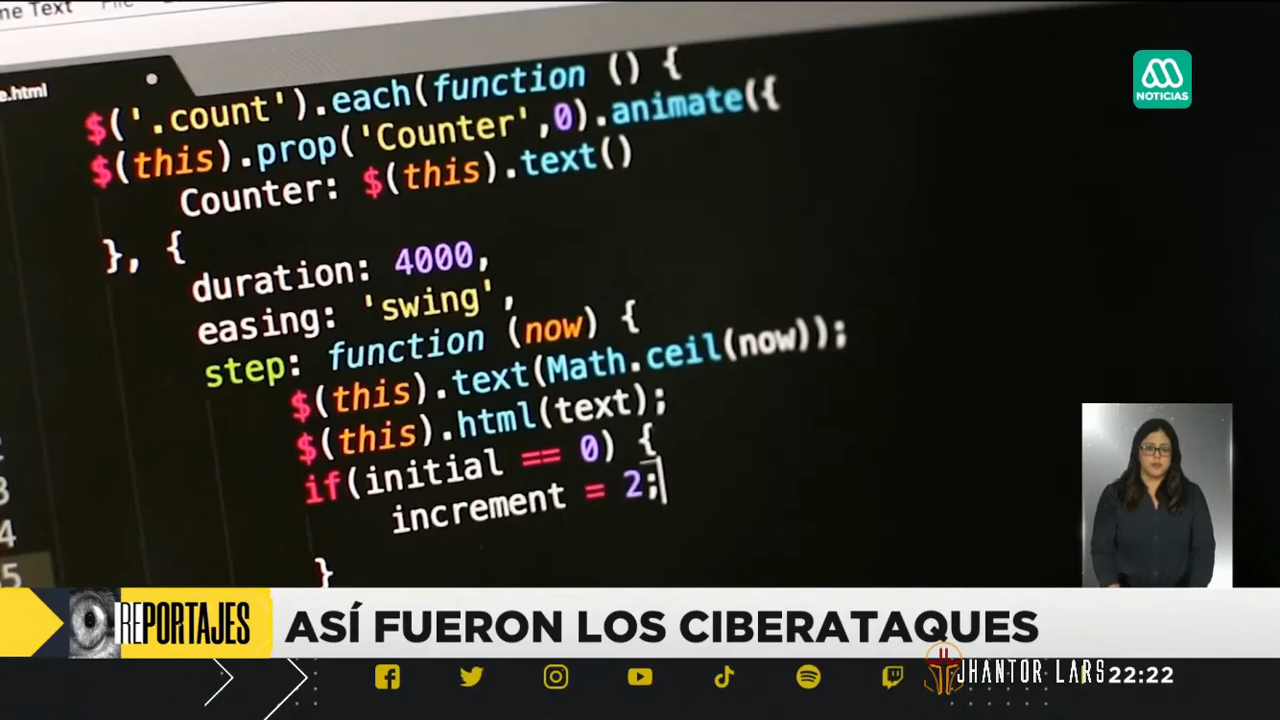 me Text
e.html
$('.count').each(function () {
$(this).prop('Counter',0).animate({
Counter: $(this).text()
}, {
duration: 4000,
easing: 'swing',
step: function (now) {
$(this).text(Math.ceil(now));
$(this).html(text);
if(initial == 0) {
increment = 2;
}
3
4
5
NOTICIAS
REPORTAJES
ASÍ FUERON LOS CIBERATAQUES
JHANTOR LARS
22:22